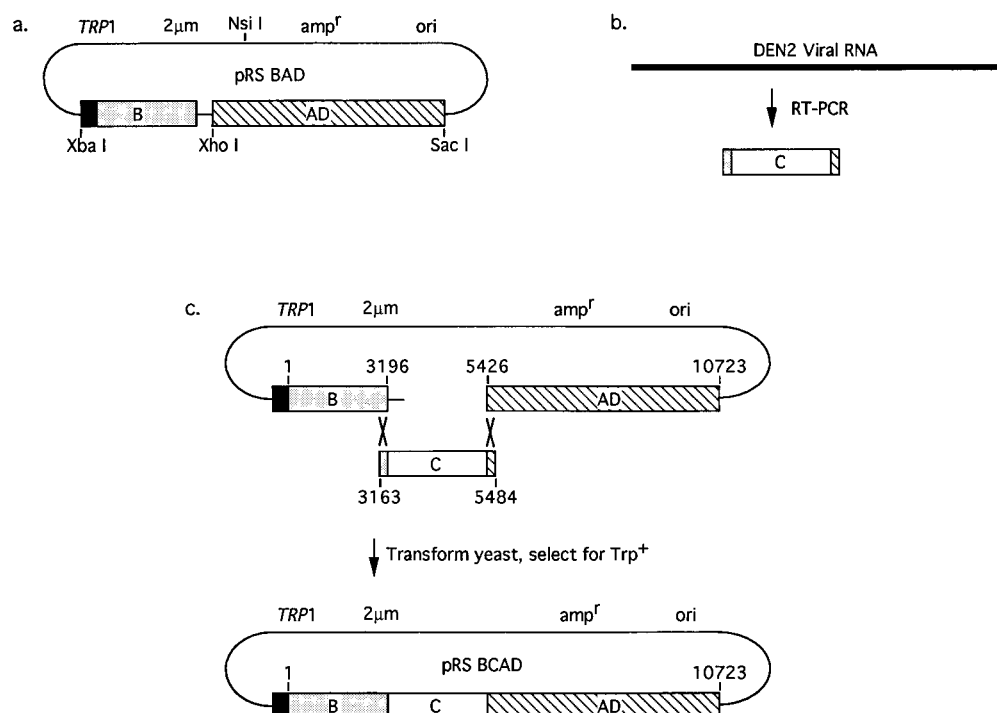 a.
TRP1 2μm Nsi I amp^r ori
pRS BAD
B AD
Xba I Xho I Sac I
b.
DEN2 Viral RNA
RT-PCR
C
c.
TRP1 2μm amp^r ori
1 3196 5426 10723
B AD
C
3163 5484
Transform yeast, select for Trp+
TRP1 2μm amp^r ori
pRS BCAD
1 10723
B C AD